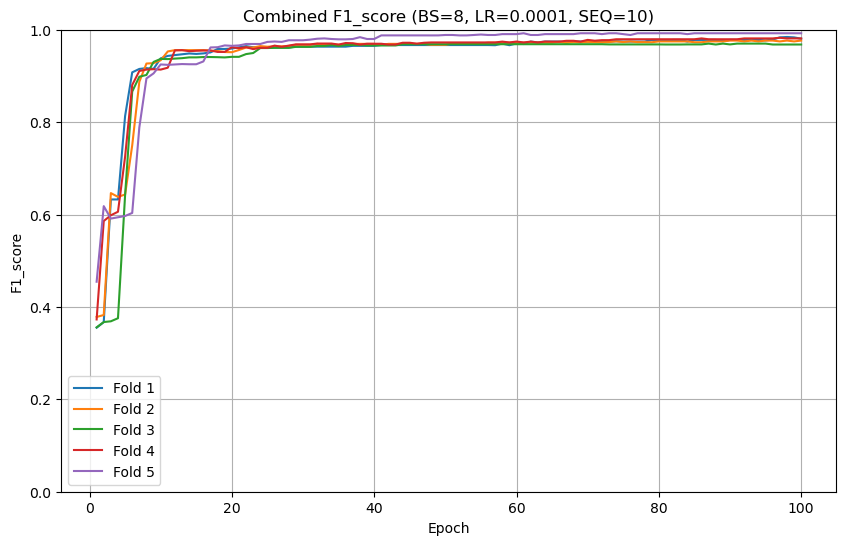 Combined F1_score (BS=8, LR=0.0001, SEQ=10)
1.0
0.8
0.6
0.4
0.2
0.0
F1_score
Fold 1
Fold 2
Fold 3
Fold 4
Fold 5
0 20 40 60 80 100
Epoch